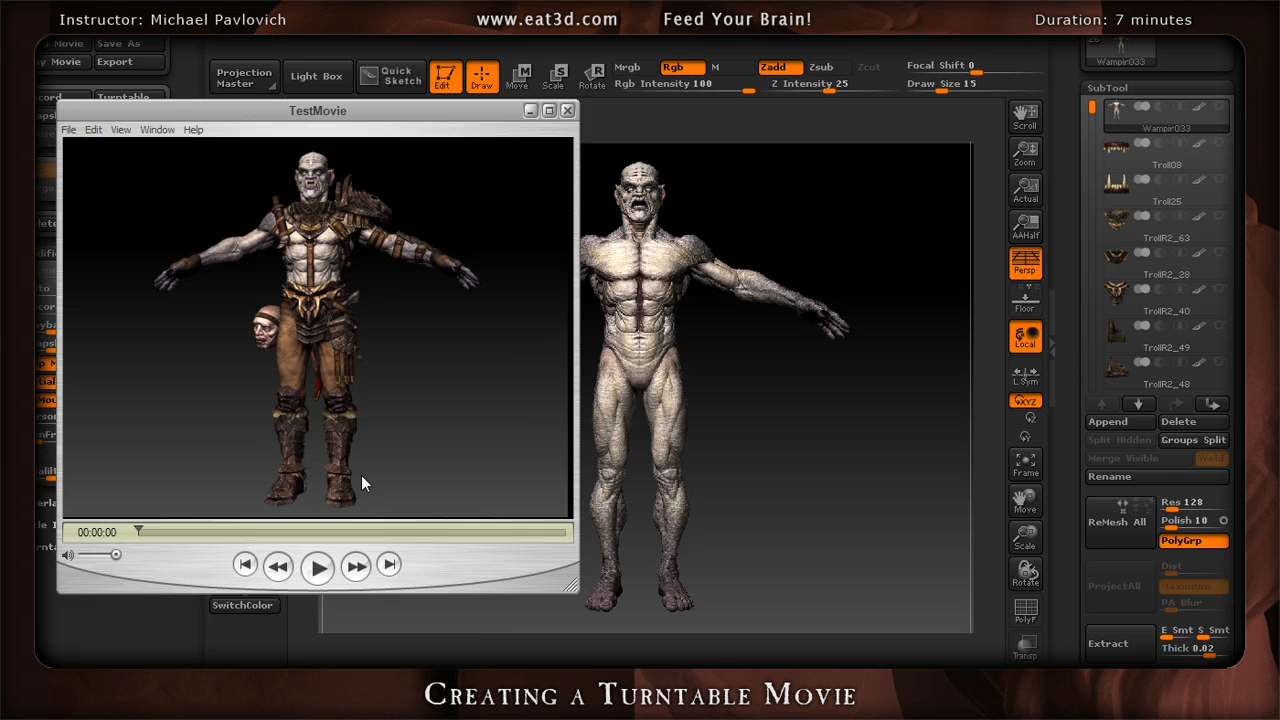 Instructor: Michael Pavlovich
www.eat3d.com
Feed Your Brain!
Duration: 7 minutes
Movie
Save As
Movie
Export
Turntable
Projection
Master
Light Box
Quick
Sketch
Edit
Draw
Move
Scale
Rotate
Mrgb
Rgb
M
Rgb Intensity 100
Zadd
Zsub
Zcut
Z Intensity 25
Focal Shift 0
Draw Size 15
TestMovie
File
Edit
View
Window
Help
00:00:00
SwitchColor
Scroll
Zoom
Actual
AAHalf
Persp
Floor
Local
L.Sym
XYZ
Frame
Move
Scale
Rotate
PolyF
Transp
Wampir033
SubTool
Wampir033
Troll08
Troll25
TrollR2_63
TrollR2_28
TrollR2_40
TrollR2_49
TrollR2_48
Append
Delete
Split Hidden
Groups Split
Merge Visible
Weld
Rename
ReMesh All
Res 128
Polish 10
PolyGrp
ProjectAll
Dist
PA Blur
Extract
E Smt
S Smt
Thick 0.02
Creating a Turntable Movie